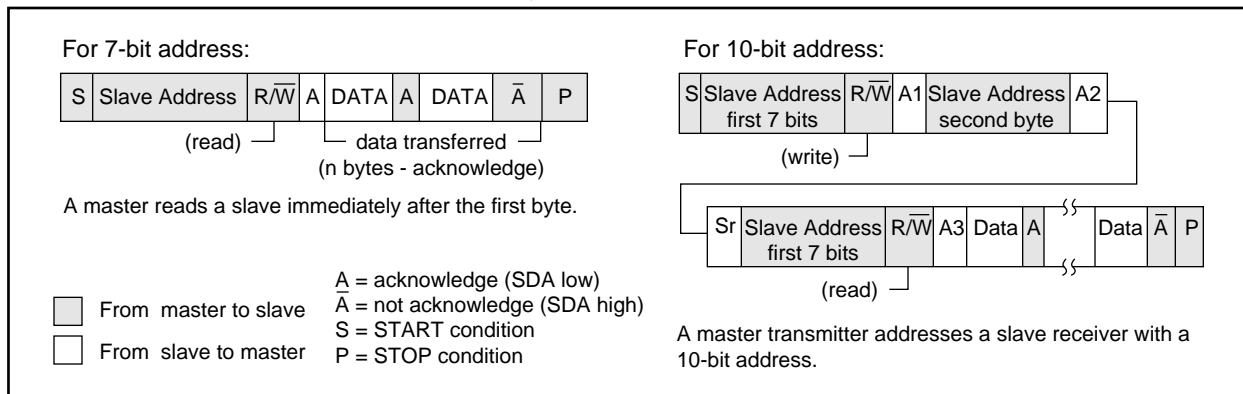 For 7-bit address:
S Slave Address R/W̅ A DATA A DATA A̅ P
(read) data transferred
(n bytes - acknowledge)
A master reads a slave immediately after the first byte.
From master to slave
From slave to master
A = acknowledge (SDA low)
A̅ = not acknowledge (SDA high)
S = START condition
P = STOP condition
For 10-bit address:
S Slave Address first 7 bits R/W̅ A1 Slave Address second byte A2
(write)
Sr Slave Address first 7 bits R/W̅ A3 Data A Data A̅ P
(read)
A master transmitter addresses a slave receiver with a
10-bit address.